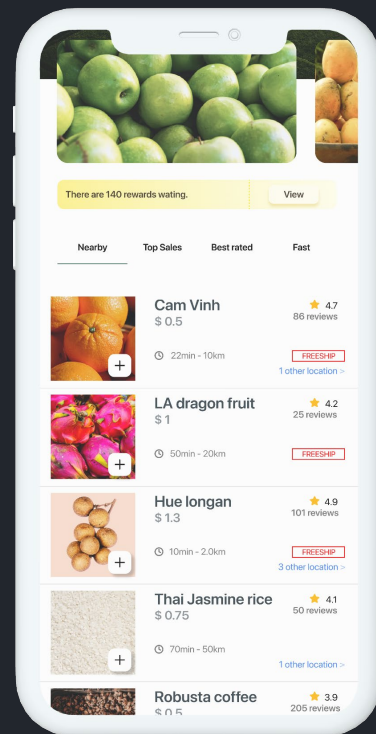 There are 140 rewards wating.
View
Nearby
Top Sales
Best rated
Fast
Cam Vinh
4.7
$ 0.5
86 reviews
22min - 10km
FREESHIP
1 other location >
LA dragon fruit
4.2
$ 1
25 reviews
50min - 20km
FREESHIP
Hue longan
4.9
$ 1.3
101 reviews
10min - 2.0km
FREESHIP
3 other location >
Thai Jasmine rice
4.1
$ 0.75
50 reviews
70min - 50km
1 other location >
Robusta coffee
3.9
$ 0.5
205 reviews